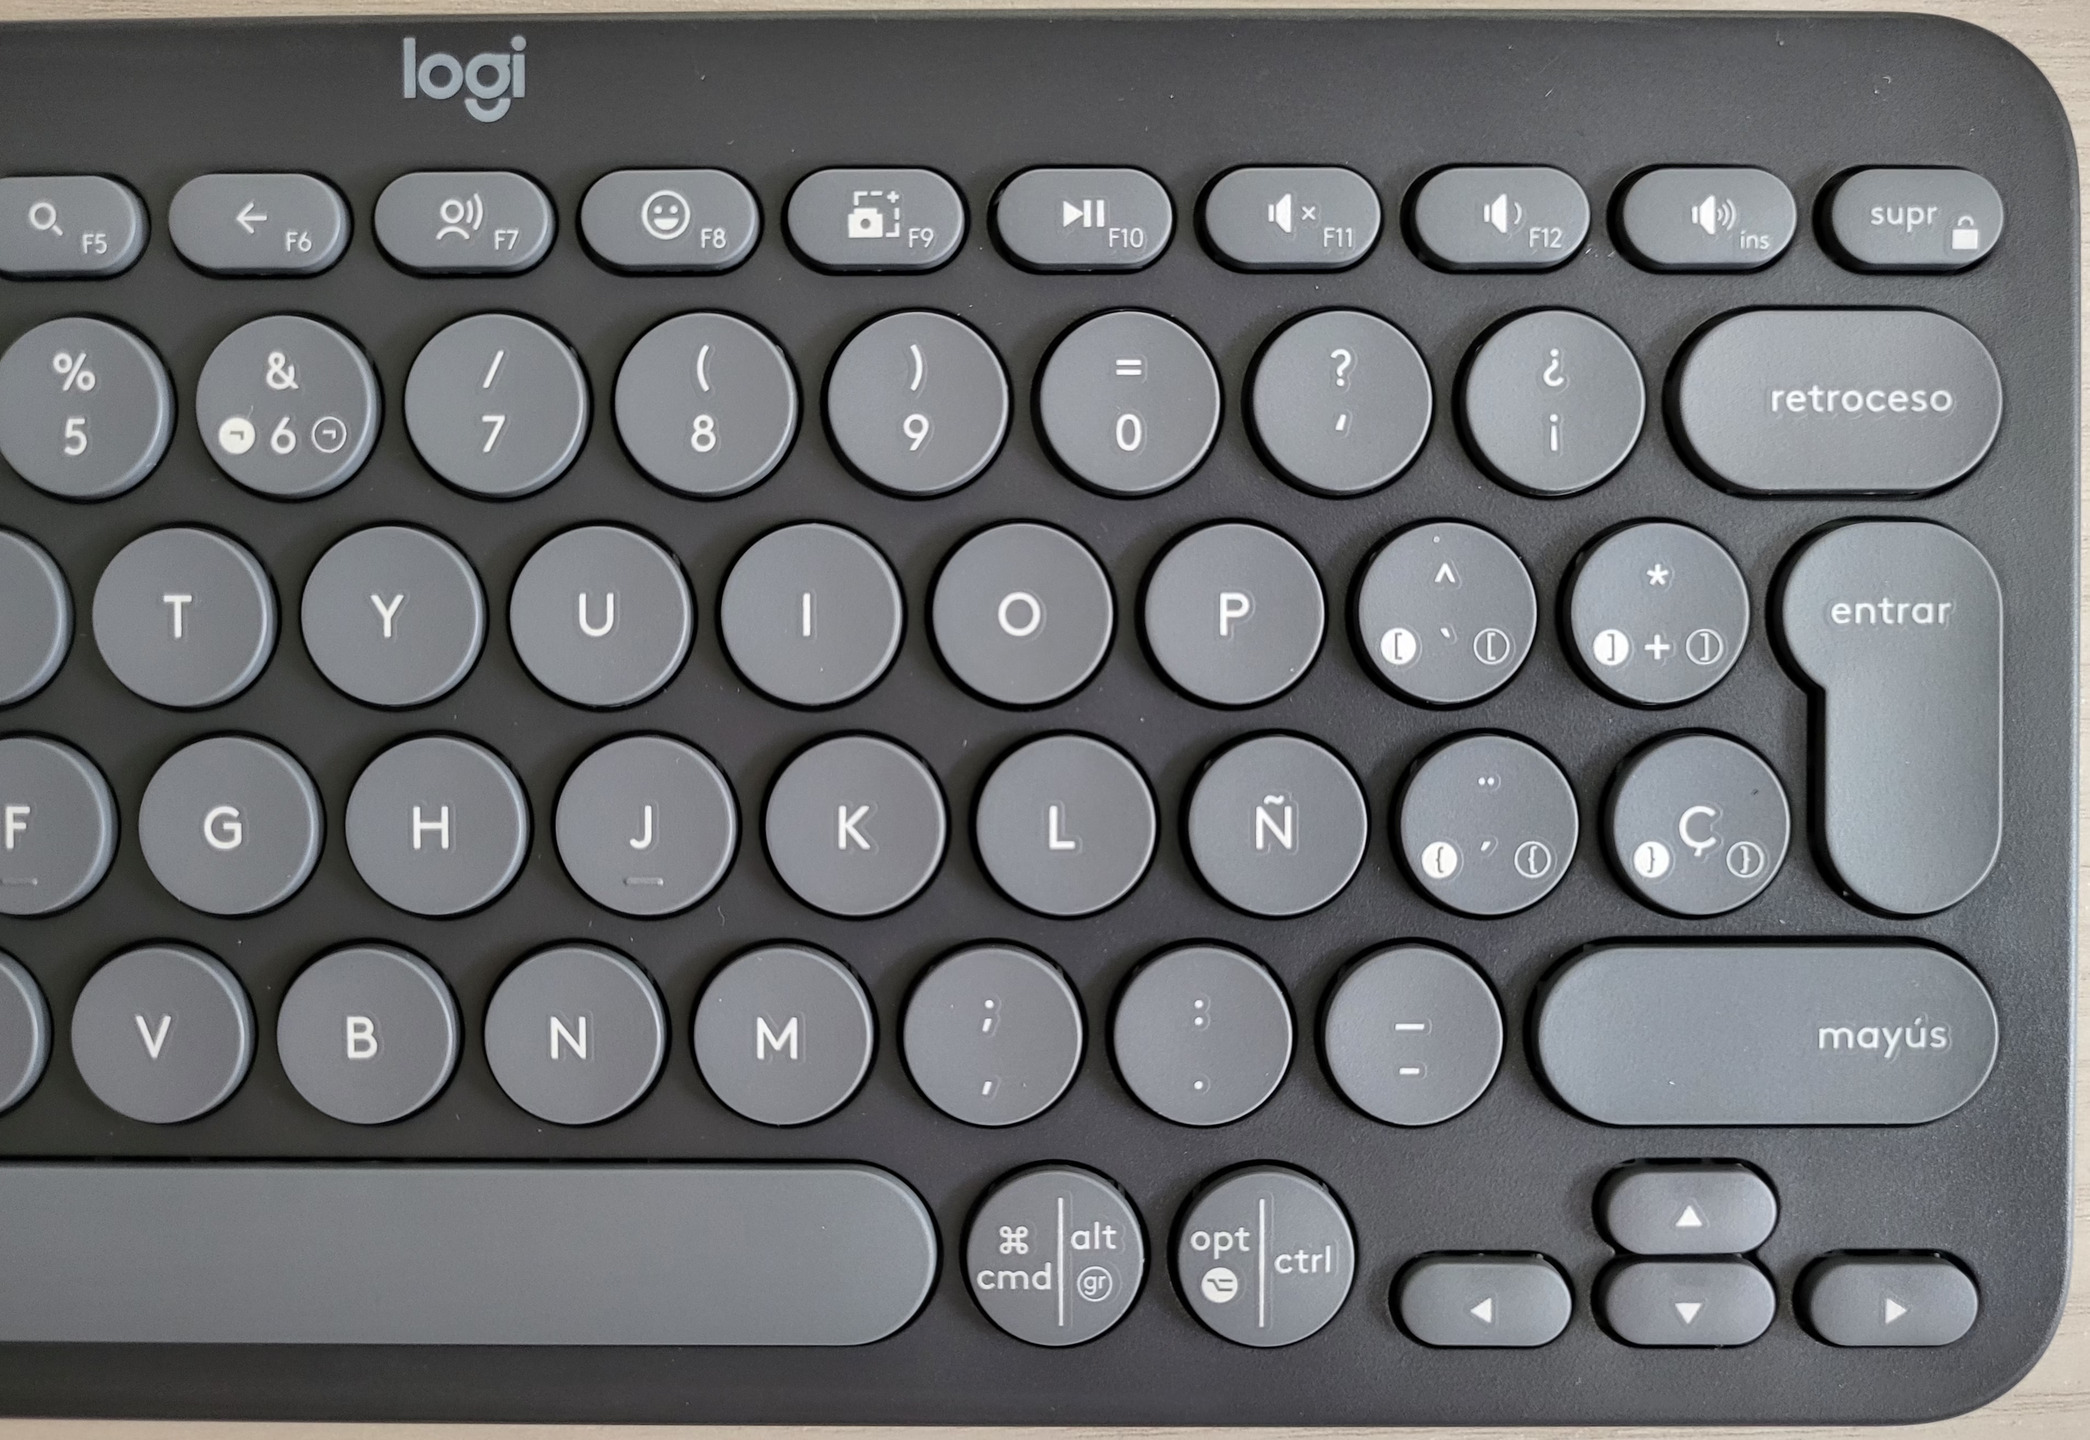 logi
F5 F6 F7 F8 F9 F10 F11 F12 ins supr
% & / ( ) = ? ¿
5 ¬ 6 ¬ 7 8 9 0 ' ¡ retroceso
T Y U I O P ^ [ ` [ * ] + ] entrar
F G H J K L Ñ ¨ { ´ { } Ç }
V B N M ; , : . _ - mayús
⌘ cmd alt gr opt ⌥ ctrl